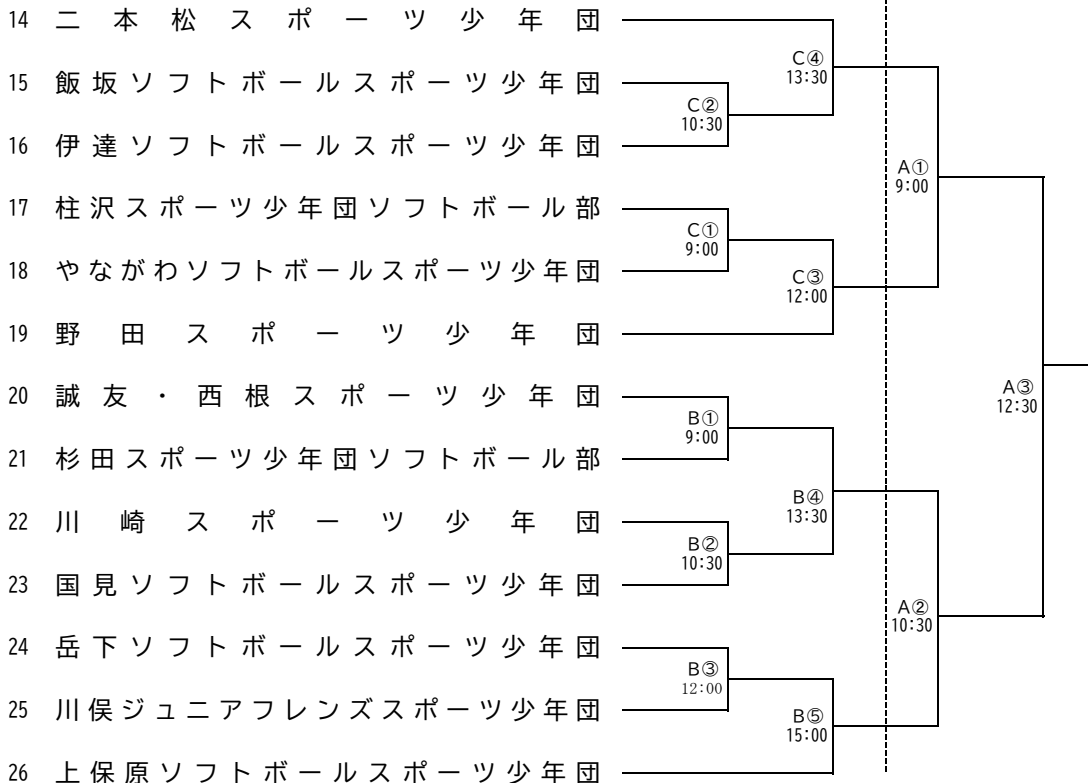 14 二本松スポーツ少年団
C④
13:30
15 飯坂ソフトボールスポーツ少年団
C②
10:30
16 伊達ソフトボールスポーツ少年団
A①
9:00
17 柱沢スポーツ少年団ソフトボール部
C①
9:00
18 やながわソフトボールスポーツ少年団
C③
12:00
19 野田スポーツ少年団
A③
12:30
20 誠友・西根スポーツ少年団
B①
9:00
21 杉田スポーツ少年団ソフトボール部
B④
13:30
22 川崎スポーツ少年団
B②
10:30
23 国見ソフトボールスポーツ少年団
A②
10:30
24 岳下ソフトボールスポーツ少年団
B③
12:00
25 川俣ジュニアフレンズスポーツ少年団
B⑤
15:00
26 上保原ソフトボールスポーツ少年団